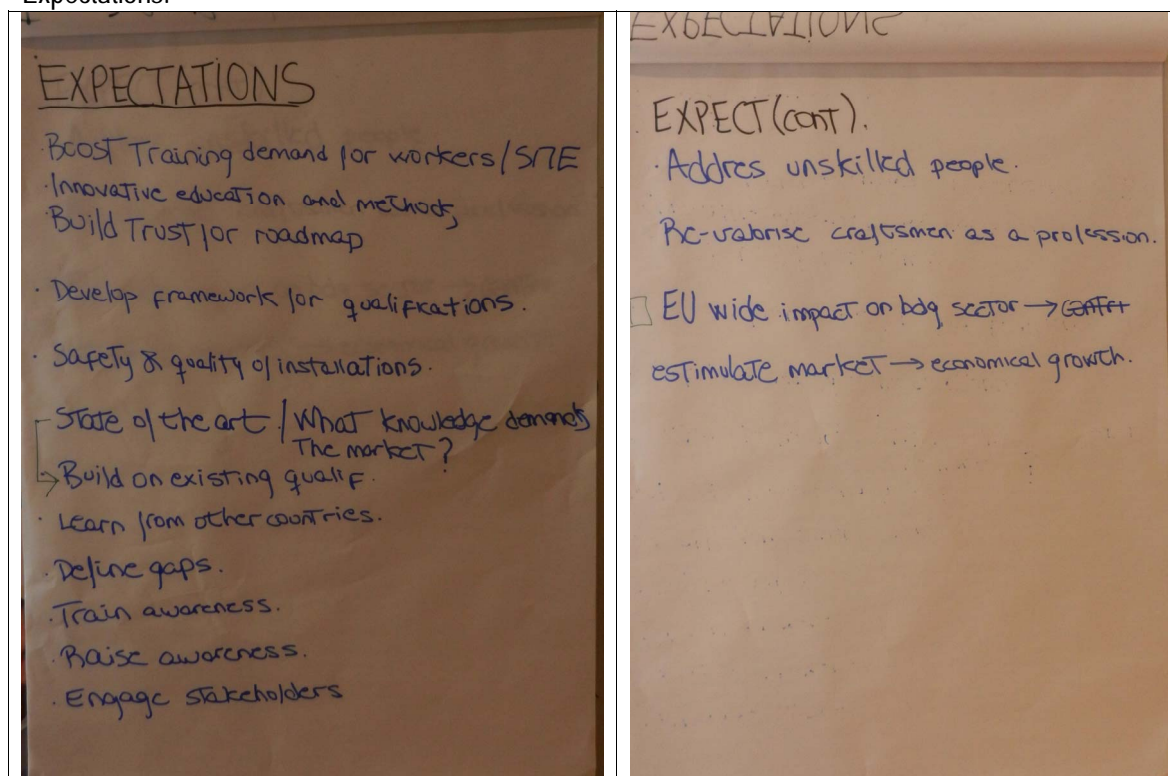 Expectations:
EXPECTATIONS
· Boost Training demand for workers/SME
· Innovative education and methods,
Build Trust for roadmap
· Develop framework for qualifications.
· Safety & quality of installations.
State of the art / What knowledge demands
The market?
→ Build on existing qualif.
· Learn from other countries.
· Define gaps.
· Train awareness.
· Raise awareness.
· Engage stakeholders
EXPECTATIONS
EXPECT (cont).
· Addres unskilled people.
Re-valorise craftsmen as a profession.
EU wide impact on bdg sector →
estimulate market → economical growth.